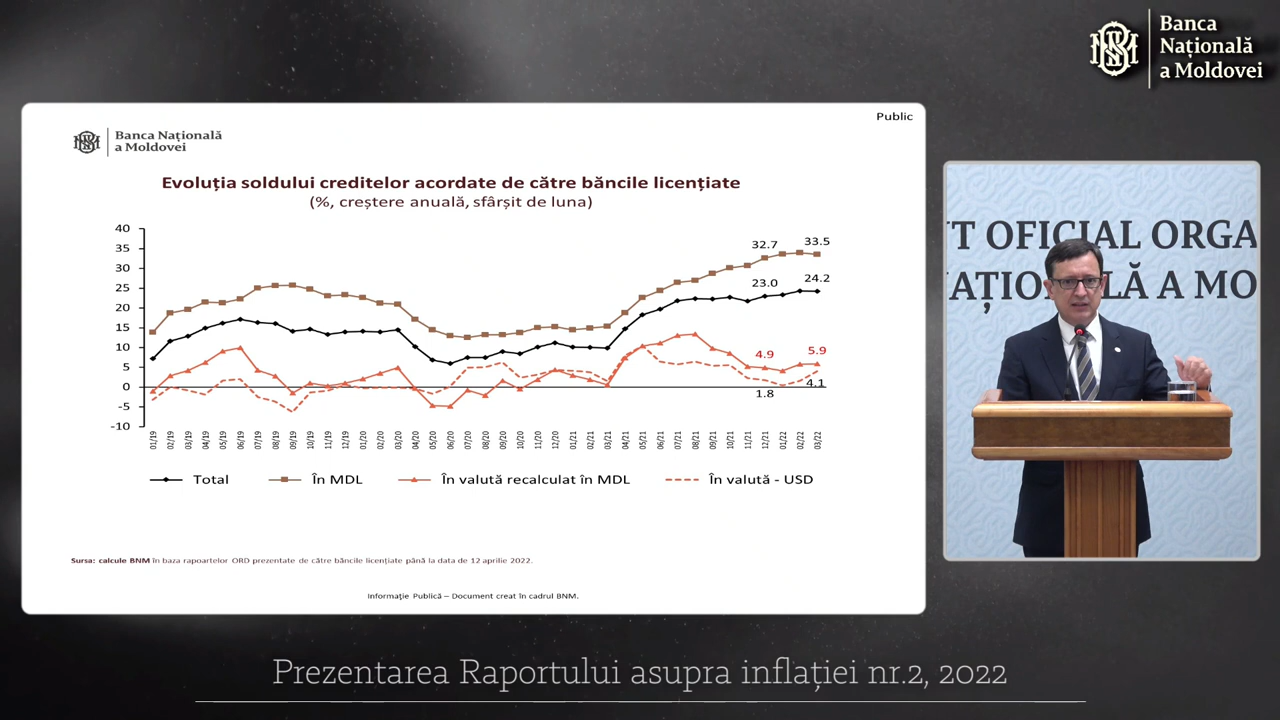 Banca
Națională
a Moldovei
Public
Banca Națională
a Moldovei
Evoluția soldului creditelor acordate de către băncile licențiate
(%, creștere anuală, sfârșit de luna)
40
35
30
25
20
15
10
5
0
-5
-10
32.7
33.5
23.0
24.2
4.9
5.9
1.8
4.1
01/19 02/19 03/19 04/19 05/19 06/19 07/19 08/19 09/19 10/19 11/19 12/19 01/20 02/20 03/20 04/20 05/20 06/20 07/20 08/20 09/20 10/20 11/20 12/20 01/21 02/21 03/21 04/21 05/21 06/21 07/21 08/21 09/21 10/21 11/21 12/21 01/22 02/22 03/22
Total În MDL În valută recalculat în MDL În valută - USD
Sursa: calcule BNM în baza rapoartelor ORD prezentate de către băncile licențiate până la data de 12 aprilie 2022.
Informație Publică – Document creat în cadrul BNM.
T OFICIAL ORGA
NAȚIONALĂ A MO
Prezentarea Raportului asupra inflației nr.2, 2022